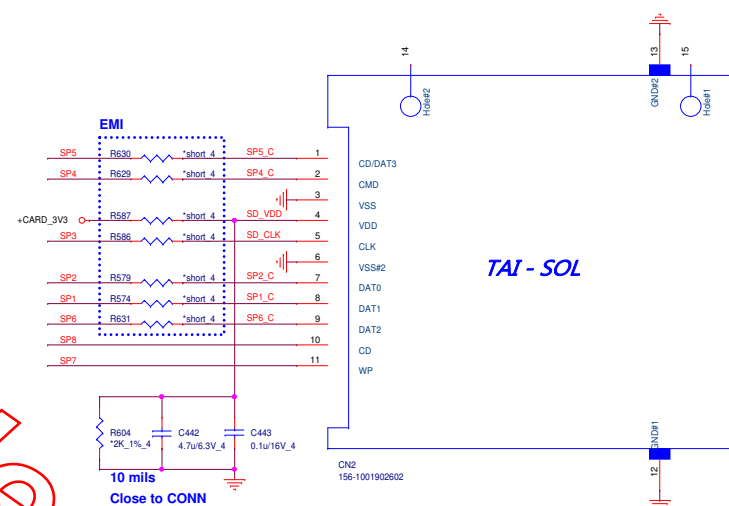 14
13
15
Hole#2
GND#2
Hole#1
EMI
SP5 R630 *short_4 SP5_C 1 CD/DAT3
SP4 R629 *short_4 SP4_C 2 CMD
3 VSS
+CARD_3V3 R587 *short_4 SD_VDD 4 VDD
SP3 R586 *short_4 SD_CLK 5 CLK
6 VSS#2
TAI - SOL
SP2 R579 *short_4 SP2_C 7 DAT0
SP1 R574 *short_4 SP1_C 8 DAT1
SP6 R631 *short_4 SP6_C 9 DAT2
SP8 10 CD
SP7 11 WP
R604
*2K_1%_4
C442
4.7u/6.3V_4
C443
0.1u/16V_4
GND#1
12
CN2
156-1001902602
10 mils
Close to CONN